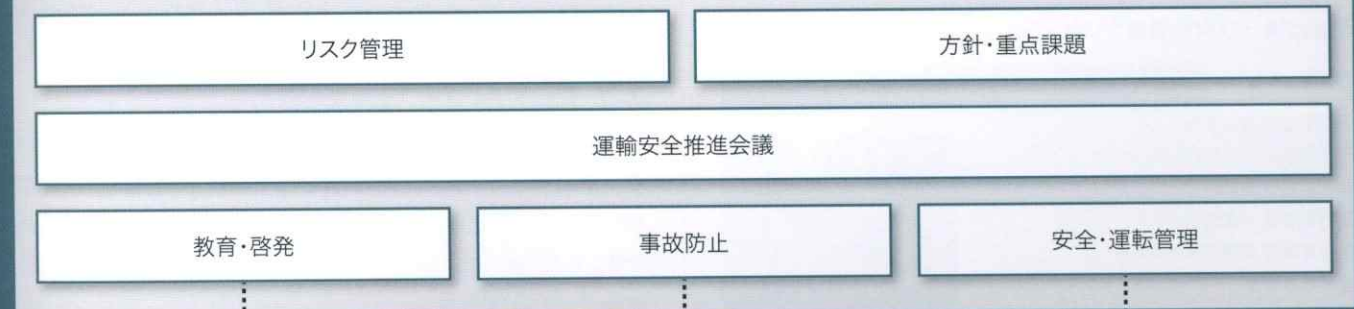 リスク管理
方針・重点課題
運輸安全推進会議
教育・啓発
事故防止
安全・運転管理